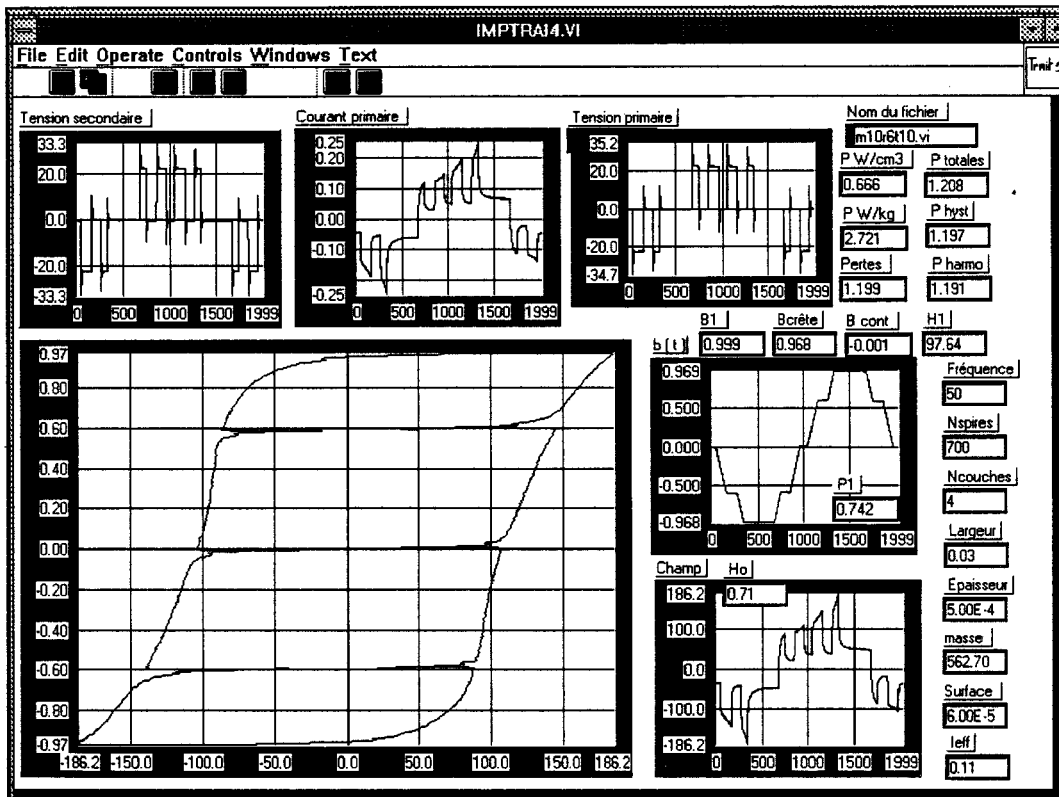 IMPTRAI4.VI
File Edit Operate Controls Windows Text
Tension secondaire
33.3
20.0
0.0
-20.0
-33.3
0 500 1000 1500 1999
Courant primaire
0.25
0.20
0.10
0.00
-0.10
-0.25
0 500 1000 1500 1999
Tension primaire
35.2
20.0
0.0
-20.0
-34.7
0 500 1000 1500 1999
Nom du fichier
m10r6t10.vi
P W/cm3 P totales
0.666 1.208
P W/kg P hyst
2.721 1.197
Pertes P harmo
1.199 1.191
B1 Bcrête B cont H1
0.999 0.968 -0.001 97.64
0.97
0.80
0.60
0.40
0.20
0.00
-0.20
-0.40
-0.60
-0.80
-0.97
-186.2 -150.0 -100.0 -50.0 0.0 50.0 100.0 150.0 186.2
b(t)
0.969
0.500
0.000
-0.500
-0.968
P1
0.742
0 500 1000 1500 1999
Champ Ho
0.71
186.2
100.0
0.0
-100.0
-186.2
0 500 1000 1500 1999
Fréquence
50
Nspires
700
Ncouches
4
Largeur
0.03
Epaisseur
5.00E-4
masse
562.70
Surface
6.00E-5
Ieff
0.11